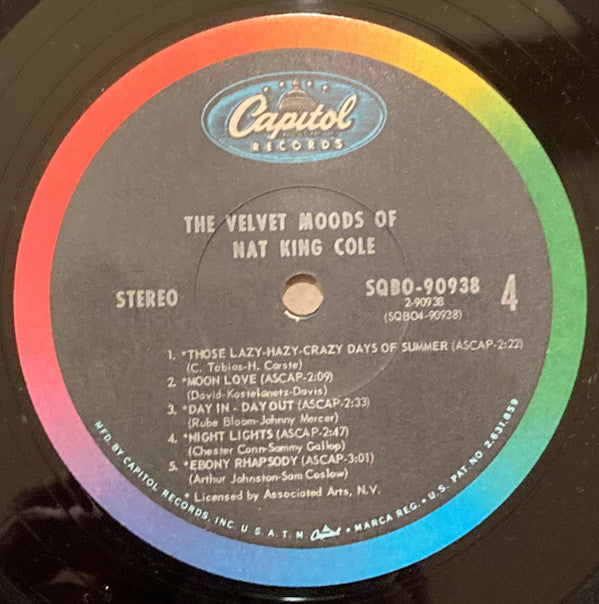 Capitol
RECORDS
THE VELVET MOODS OF
NAT KING COLE
STEREO
SQBO-90938
2-90938
(SQBO4-90938)
4
1. *THOSE LAZY-HAZY-CRAZY DAYS OF SUMMER (ASCAP-2:22)
(C. Tobias-H. Carste)
2. *MOON LOVE (ASCAP-2:09)
(David-Kostelanetz-Davis)
3. *DAY IN - DAY OUT (ASCAP-2:33)
(Rube Bloom-Johnny Mercer)
4. *NIGHT LIGHTS (ASCAP-2:47)
(Chester Conn-Sammy Gallop)
5. *EBONY RHAPSODY (ASCAP-3:01)
(Arthur Johnston-Sam Coslow)
* Licensed by Associated Arts, N.V.
MFD. BY CAPITOL RECORDS, INC. U.S.A. T.M. Capitol • MARCA REG. • U.S. PAT. NO. 2,631,859